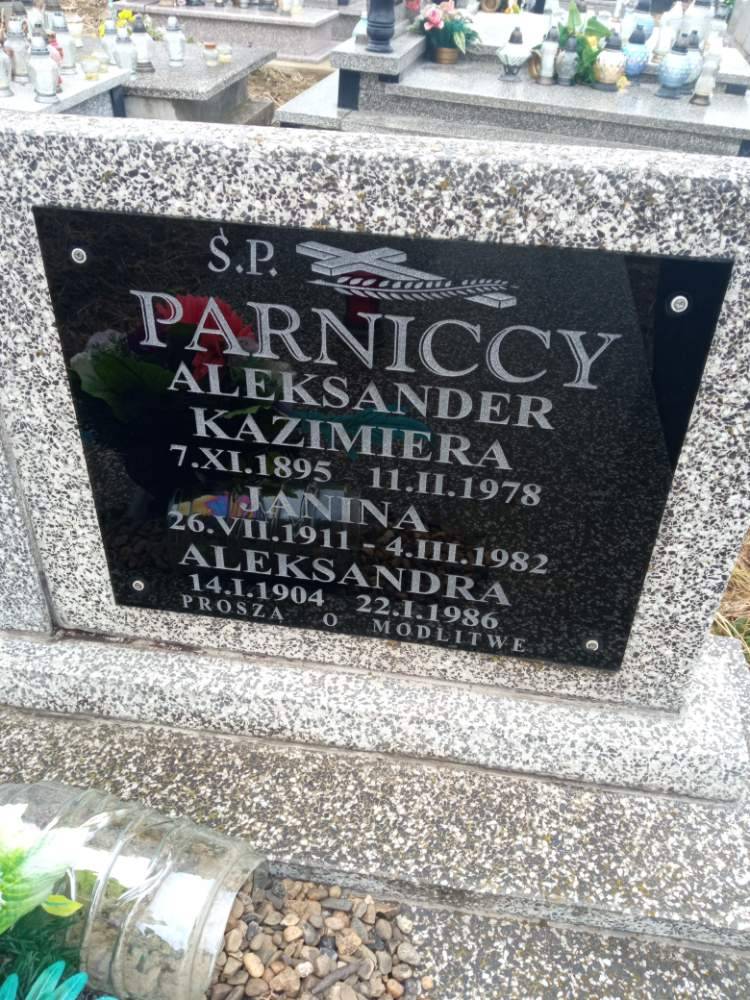 Ś.P.
PARNICCY
ALEKSANDER
KAZIMIERA
7.XI.1895 11.II.1978
JANINA
26.VII.1911 - 4.III.1982
ALEKSANDRA
14.I.1904 22.I.1986
PROSZĄ O MODLITWĘ